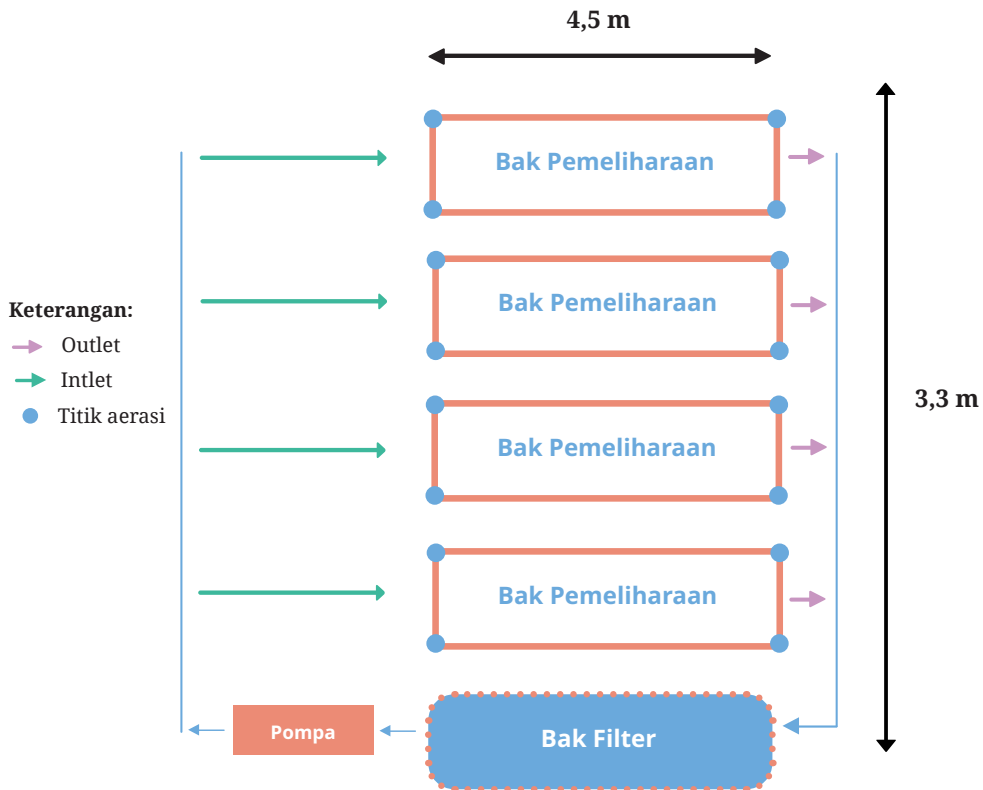 4,5 m
Bak Pemeliharaan
Bak Pemeliharaan
Keterangan:
Outlet
Intlet
Titik aerasi
3,3 m
Bak Pemeliharaan
Bak Pemeliharaan
Pompa
Bak Filter